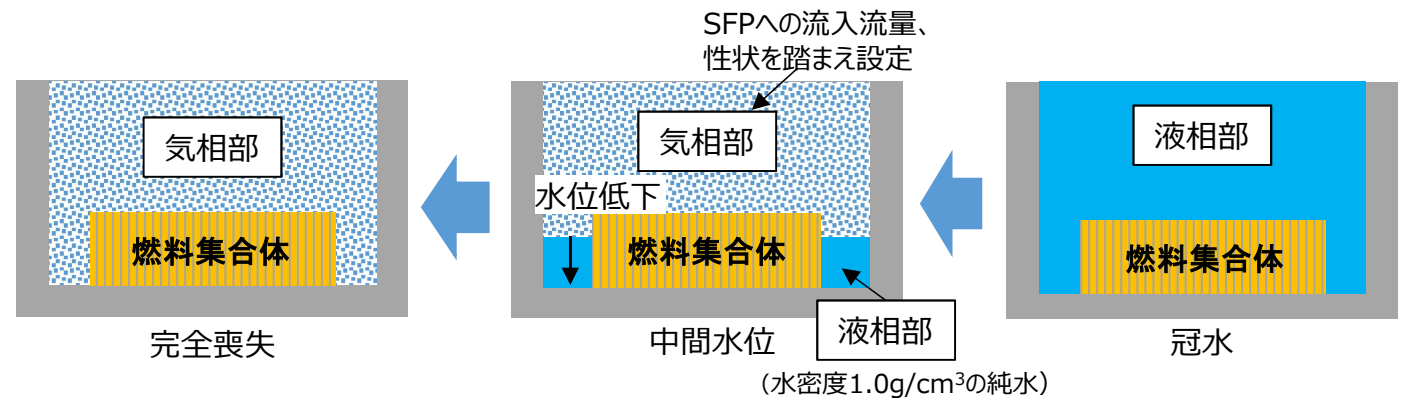 SFPへの流入流量、
性状を踏まえ設定
気相部
気相部
液相部
水位低下
燃料集合体
燃料集合体
燃料集合体
完全喪失
中間水位
液相部
冠水
（水密度1.0g/cm³の純水）